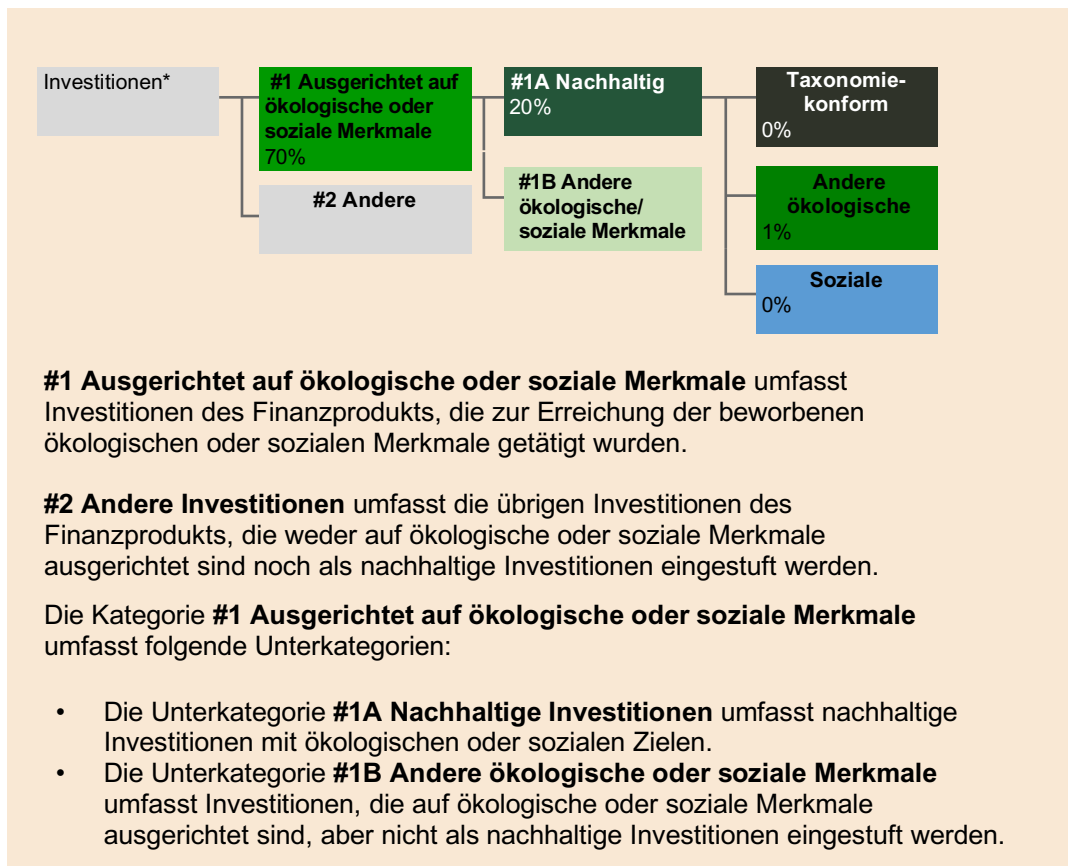 Investitionen*
#1 Ausgerichtet auf
ökologische oder
soziale Merkmale
70%
#2 Andere
#1A Nachhaltig
20%
#1B Andere
ökologische/
soziale Merkmale
Taxonomie-
konform
0%
Andere
ökologische
1%
Soziale
0%
#1 Ausgerichtet auf ökologische oder soziale Merkmale umfasst
Investitionen des Finanzprodukts, die zur Erreichung der beworbenen
ökologischen oder sozialen Merkmale getätigt wurden.
#2 Andere Investitionen umfasst die übrigen Investitionen des
Finanzprodukts, die weder auf ökologische oder soziale Merkmale
ausgerichtet sind noch als nachhaltige Investitionen eingestuft werden.
Die Kategorie #1 Ausgerichtet auf ökologische oder soziale Merkmale
umfasst folgende Unterkategorien:
• Die Unterkategorie #1A Nachhaltige Investitionen umfasst nachhaltige
Investitionen mit ökologischen oder sozialen Zielen.
• Die Unterkategorie #1B Andere ökologische oder soziale Merkmale
umfasst Investitionen, die auf ökologische oder soziale Merkmale
ausgerichtet sind, aber nicht als nachhaltige Investitionen eingestuft werden.